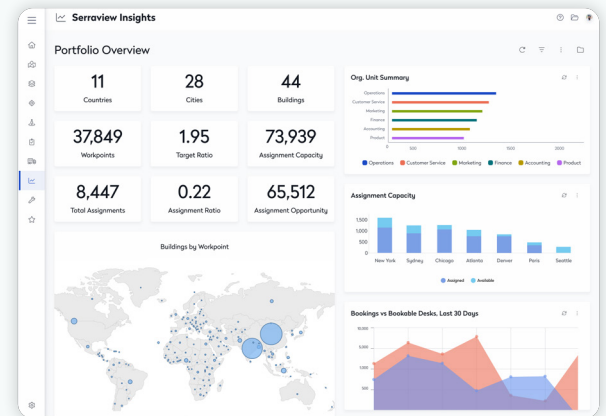 Serraview Insights
Portfolio Overview
11
Countries
28
Cities
44
Buildings
37,849
Workpoints
1.95
Target Ratio
73,939
Assignment Capacity
8,447
Total Assignments
0.22
Assignment Ratio
65,512
Assignment Opportunity
Buildings by Workpoint
Org. Unit Summary
Operations
Customer Service
Marketing
Finance
Accounting
Product
0 500 1000 1500 2000
Operations Customer Service Marketing Finance Accounting Product
Assignment Capacity
1,500
1,000
500
0
New York Sydney Chicago Atlanta Denver Paris Seattle
Assigned Available
Bookings vs Bookable Desks, Last 30 Days
10,000
500